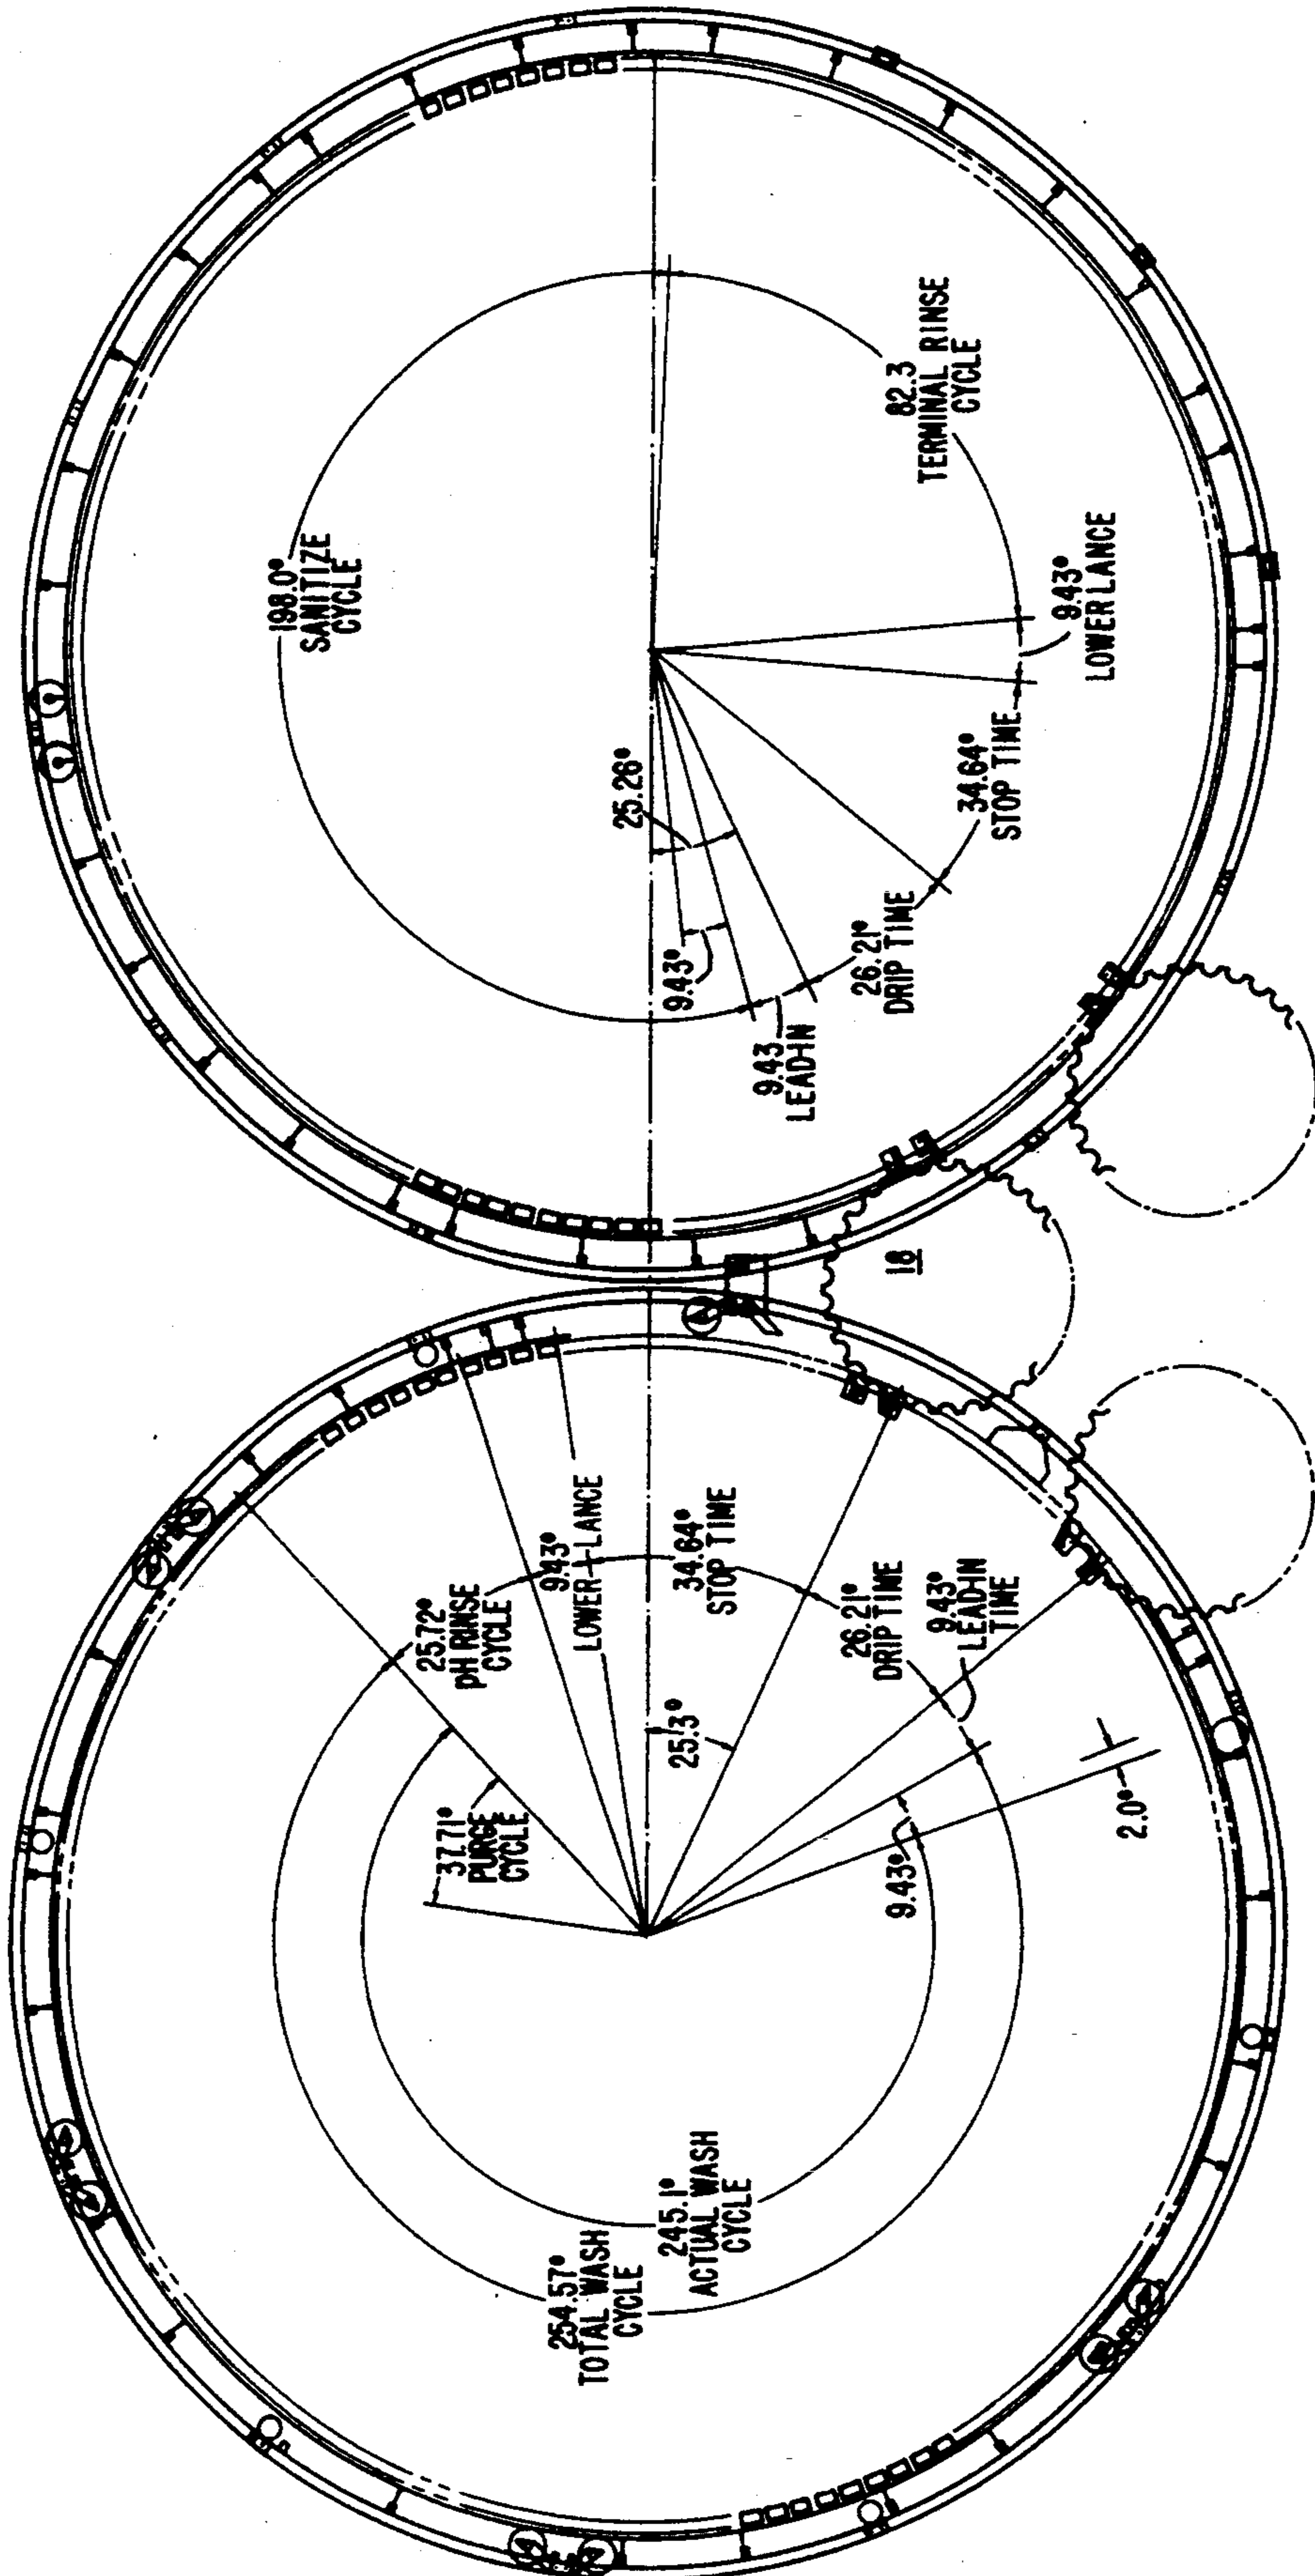 254.57°
TOTAL WASH
CYCLE
245.1°
ACTUAL WASH
CYCLE
37.71°
PURGE
CYCLE
25.72°
pH RINSE
CYCLE
9.43°
LOWER LANCE
34.64°
STOP TIME
25.3°
26.21°
DRIP TIME
9.43°
LEAD-IN
TIME
9.43°
2.0°
18
198.0°
SANITIZE
CYCLE
25.26°
9.43°
9.43
LEAD-IN
26.21°
DRIP TIME
34.64°
STOP TIME
9.43°
LOWER LANCE
82.3
TERMINAL RINSE
CYCLE